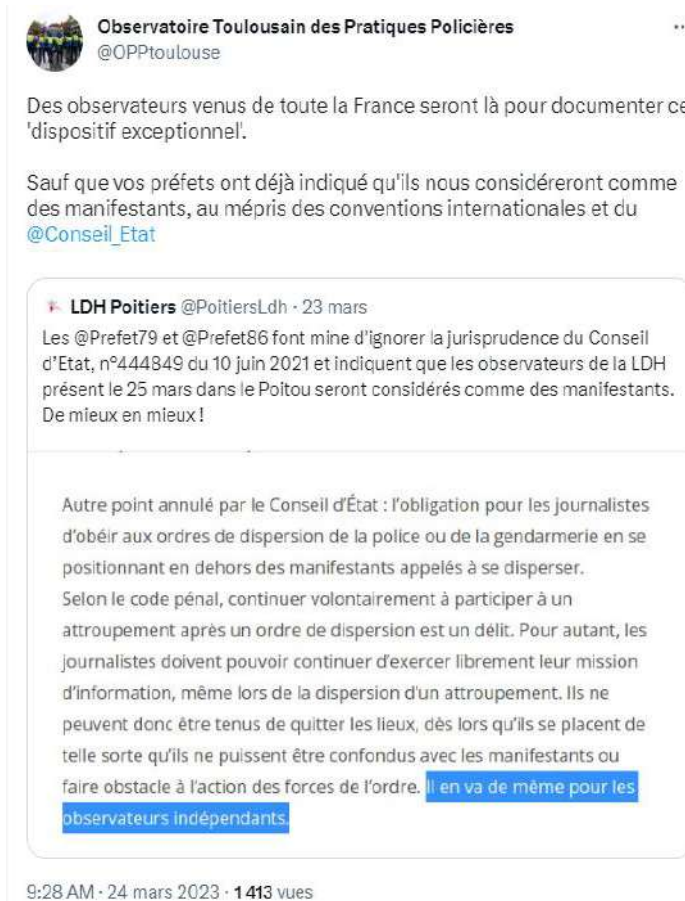 Observatoire Toulousain des Pratiques Policières
@OPPtoulouse
Des observateurs venus de toute la France seront là pour documenter ce
'dispositif exceptionnel'.
Sauf que vos préfets ont déjà indiqué qu'ils nous considéreront comme
des manifestants, au mépris des conventions internationales et du
@Conseil_Etat
LDH Poitiers @PoitiersLdh · 23 mars
Les @Prefet79 et @Prefet86 font mine d'ignorer la jurisprudence du Conseil
d'Etat, n°444849 du 10 juin 2021 et indiquent que les observateurs de la LDH
présent le 25 mars dans le Poitou seront considérés comme des manifestants.
De mieux en mieux !
Autre point annulé par le Conseil d'État : l'obligation pour les journalistes
d'obéir aux ordres de dispersion de la police ou de la gendarmerie en se
positionnant en dehors des manifestants appelés à se disperser.
Selon le code pénal, continuer volontairement à participer à un
attroupement après un ordre de dispersion est un délit. Pour autant, les
journalistes doivent pouvoir continuer d'exercer librement leur mission
d'information, même lors de la dispersion d'un attroupement. Ils ne
peuvent donc être tenus de quitter les lieux, dès lors qu'ils se placent de
telle sorte qu'ils ne puissent être confondus avec les manifestants ou
faire obstacle à l'action des forces de l'ordre. Il en va de même pour les
observateurs indépendants.
9:28 AM · 24 mars 2023 · 1 413 vues